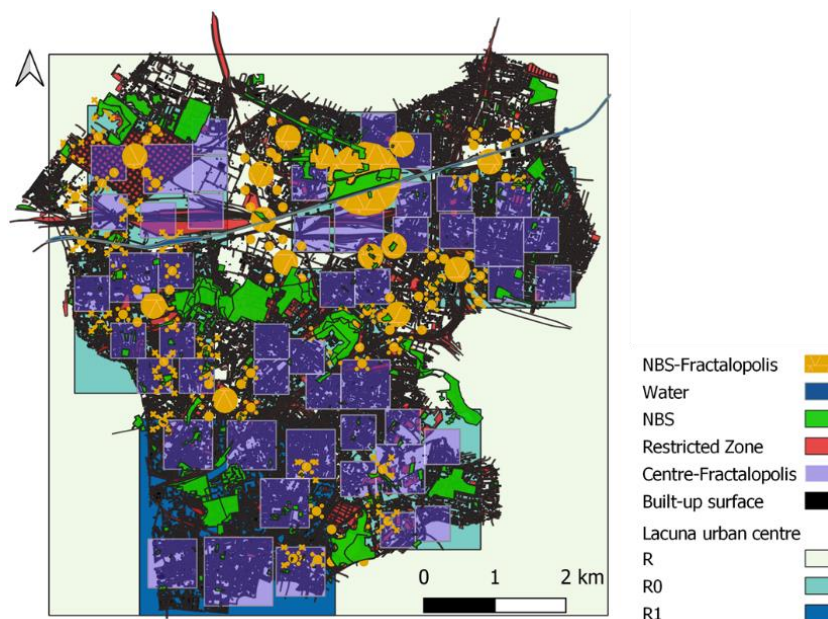 0 1 2 km
NBS-Fractalopolis
Water
NBS
Restricted Zone
Centre-Fractalopolis
Built-up surface
Lacuna urban centre
R
R0
R1